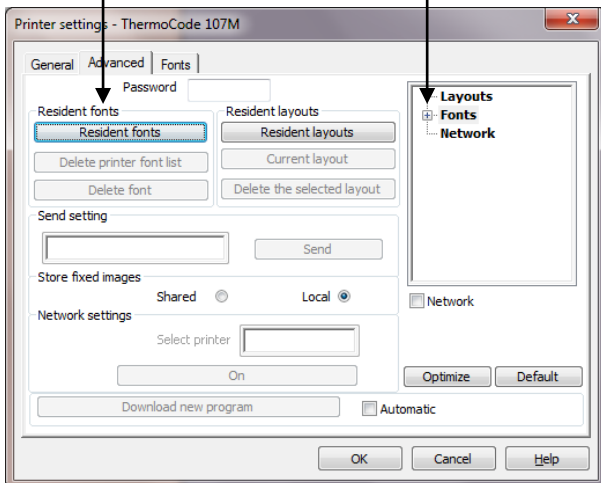 Printer settings - ThermoCode 107M
General Advanced Fonts
Password
Resident fonts Resident layouts
Resident fonts Resident layouts
Delete printer font list Current layout
Delete font Delete the selected layout
Layouts
Fonts
Network
Send setting
Send
Store fixed images
Shared Local
Network
Network settings
Select printer
On
Optimize Default
Download new program Automatic
OK Cancel Help